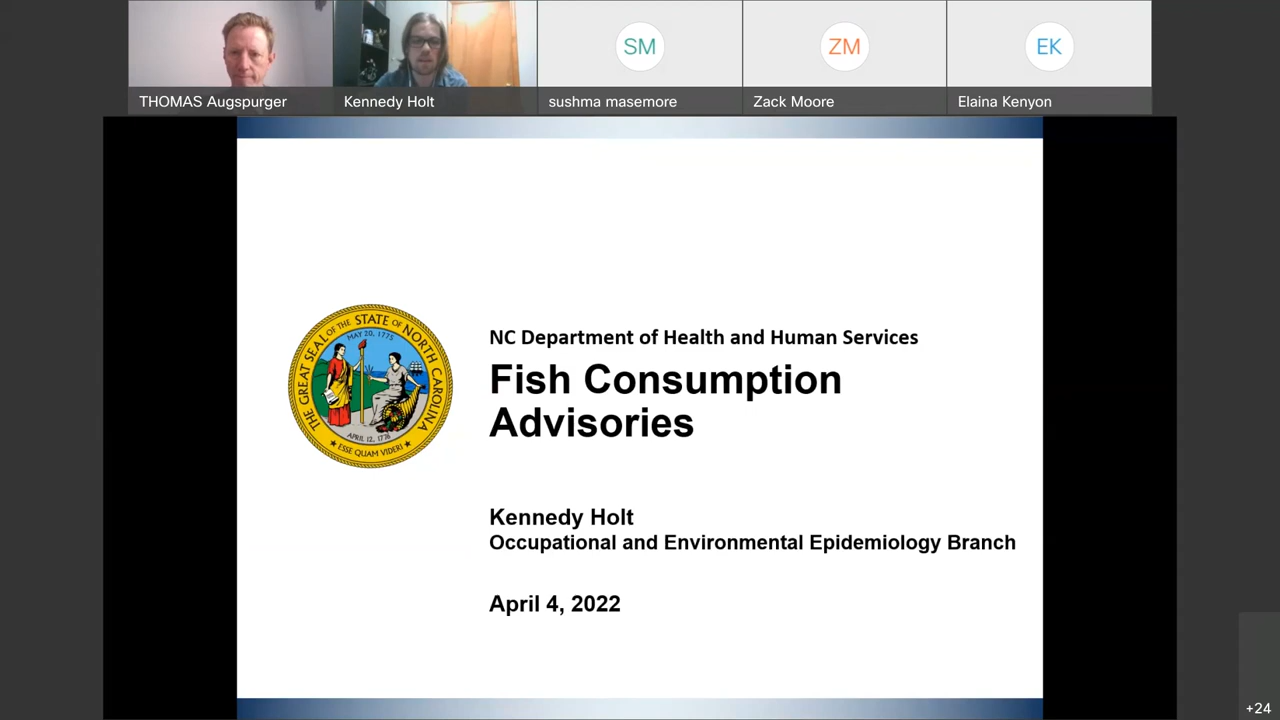 SM
ZM
EK
THOMAS Augspurger
Kennedy Holt
sushma masemore
Zack Moore
Elaina Kenyon
THE GREAT SEAL OF THE STATE OF NORTH CAROLINA
MAY 20, 1775
APRIL 12, 1776
★ ESSE QUAM VIDERI ★
NC Department of Health and Human Services
Fish Consumption
Advisories
Kennedy Holt
Occupational and Environmental Epidemiology Branch
April 4, 2022
+24